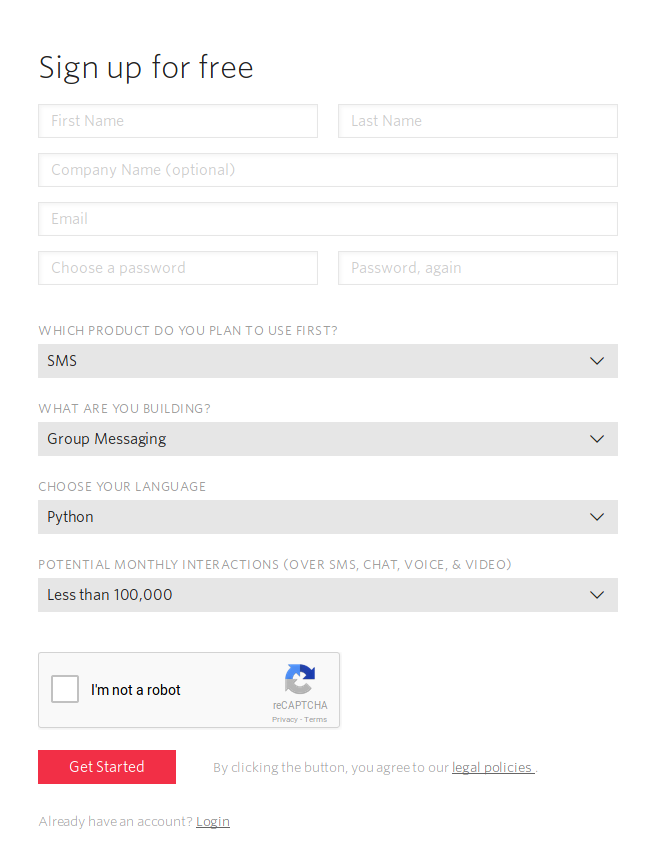 Sign up for free
First Name
Last Name
Company Name (optional)
Email
Choose a password
Password, again
WHICH PRODUCT DO YOU PLAN TO USE FIRST?
SMS
WHAT ARE YOU BUILDING?
Group Messaging
CHOOSE YOUR LANGUAGE
Python
POTENTIAL MONTHLY INTERACTIONS (OVER SMS, CHAT, VOICE, & VIDEO)
Less than 100,000
I'm not a robot
reCAPTCHA
Privacy - Terms
Get Started
By clicking the button, you agree to our legal policies .
Already have an account? Login